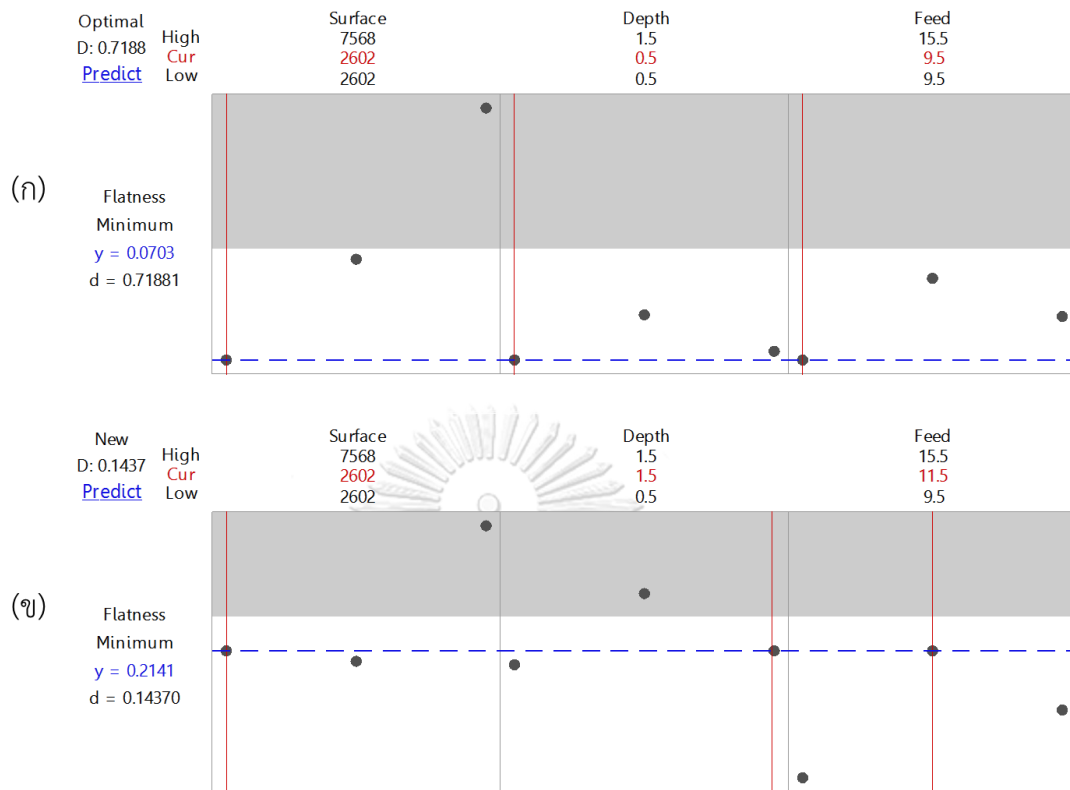 Optimal
D: 0.7188
Predict
High
Cur
Low
Surface
7568
2602
2602
Depth
1.5
0.5
0.5
Feed
15.5
9.5
9.5
(ก)
Flatness
Minimum
y = 0.0703
d = 0.71881
New
D: 0.1437
Predict
High
Cur
Low
Surface
7568
2602
2602
Depth
1.5
1.5
0.5
Feed
15.5
11.5
9.5
(ข)
Flatness
Minimum
y = 0.2141
d = 0.14370